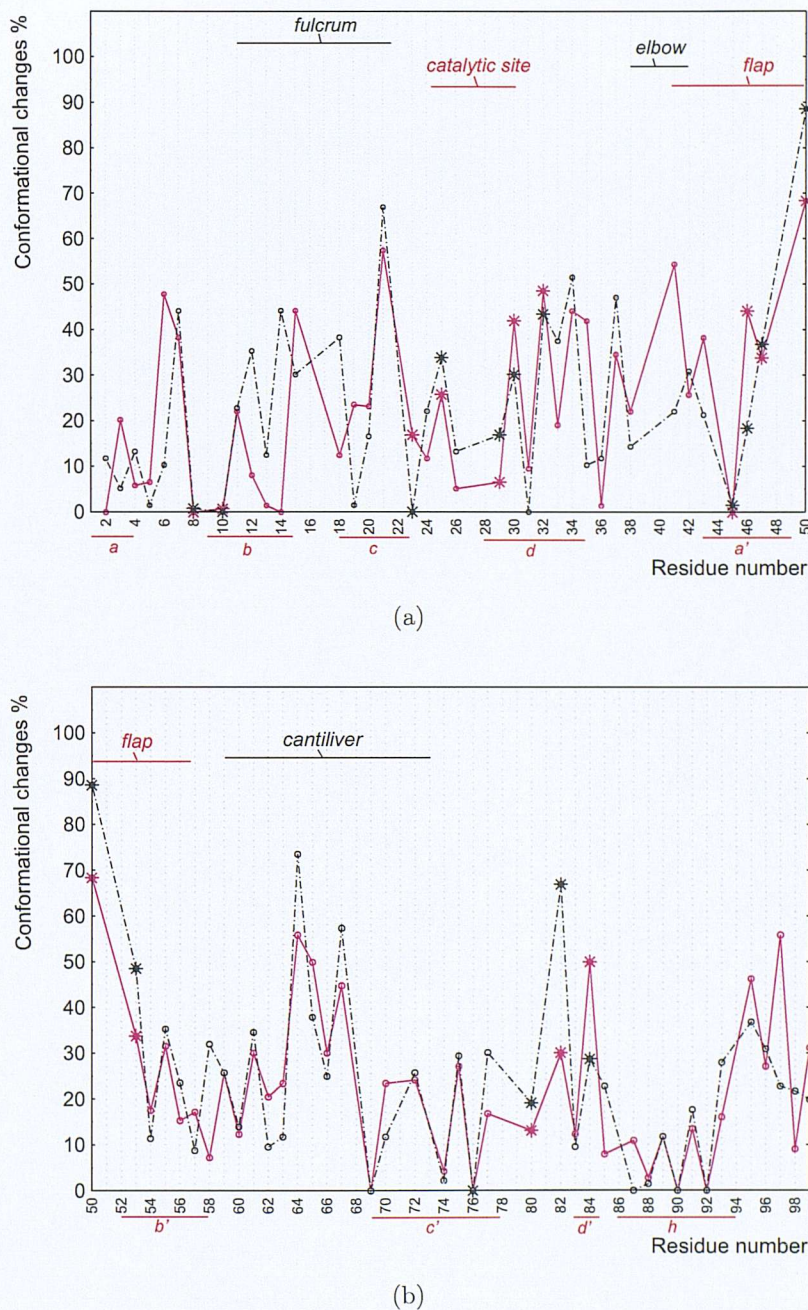 Conformational changes %
fulcrum
catalytic site
elbow
flap
100
90
80
70
60
50
40
30
20
10
0
2 4 6 8 10 12 14 16 18 20 22 24 26 28 30 32 34 36 38 40 42 44 46 48 50
a b c d a'
Residue number
(a)
Conformational changes %
flap
cantiliver
100
90
80
70
60
50
40
30
20
10
0
50 52 54 56 58 60 62 64 66 68 70 72 74 76 78 80 82 84 86 88 90 92 94 96 98
b' c' d' h
Residue number
(b)